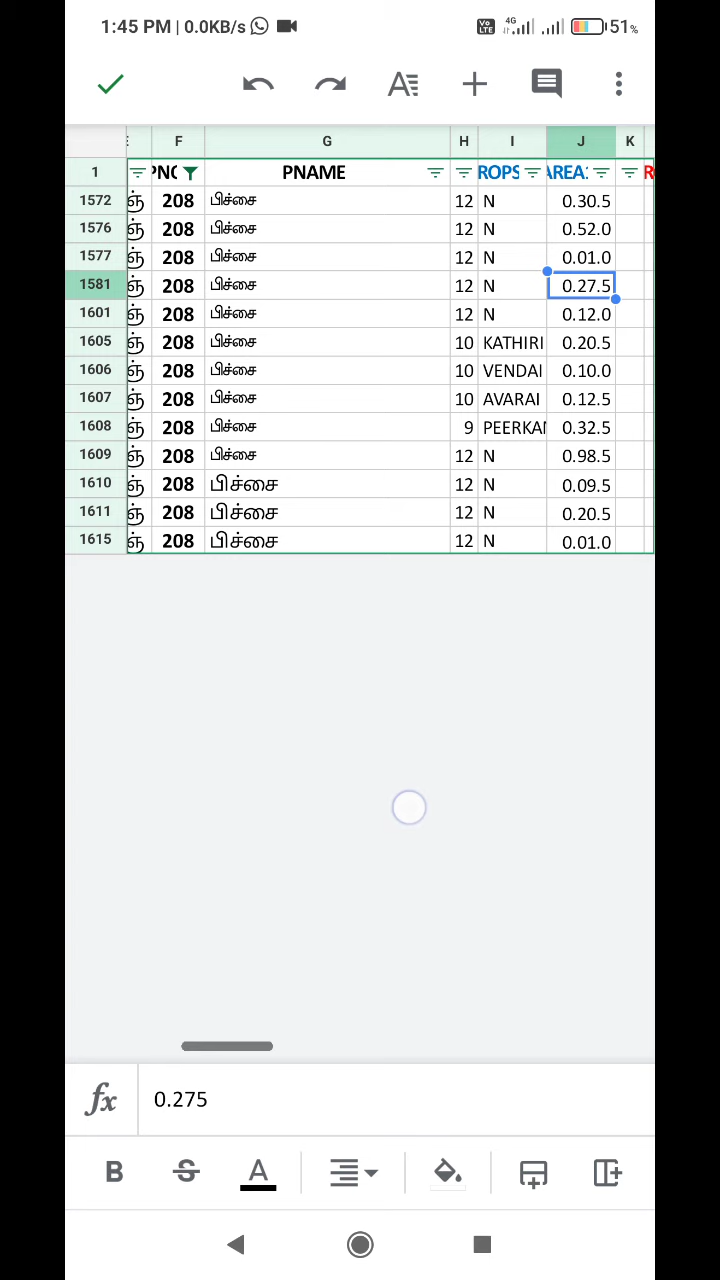 1:45 PM | 0.0KB/s 4G 51%
F G H I J K
1 PNAME ROPS
1572 208 பிச்சை 12 N 0.30.5
1576 208 பிச்சை 12 N 0.52.0
1577 208 பிச்சை 12 N 0.01.0
1581 208 பிச்சை 12 N 0.27.5
1601 208 பிச்சை 12 N 0.12.0
1605 208 பிச்சை 10 KATHIRI 0.20.5
1606 208 பிச்சை 10 VENDAI 0.10.0
1607 208 பிச்சை 10 AVARAI 0.12.5
1608 208 பிச்சை 9 PEERKAN 0.32.5
1609 208 பிச்சை 12 N 0.98.5
1610 208 பிச்சை 12 N 0.09.5
1611 208 பிச்சை 12 N 0.20.5
1615 208 பிச்சை 12 N 0.01.0
fx 0.275
B S A